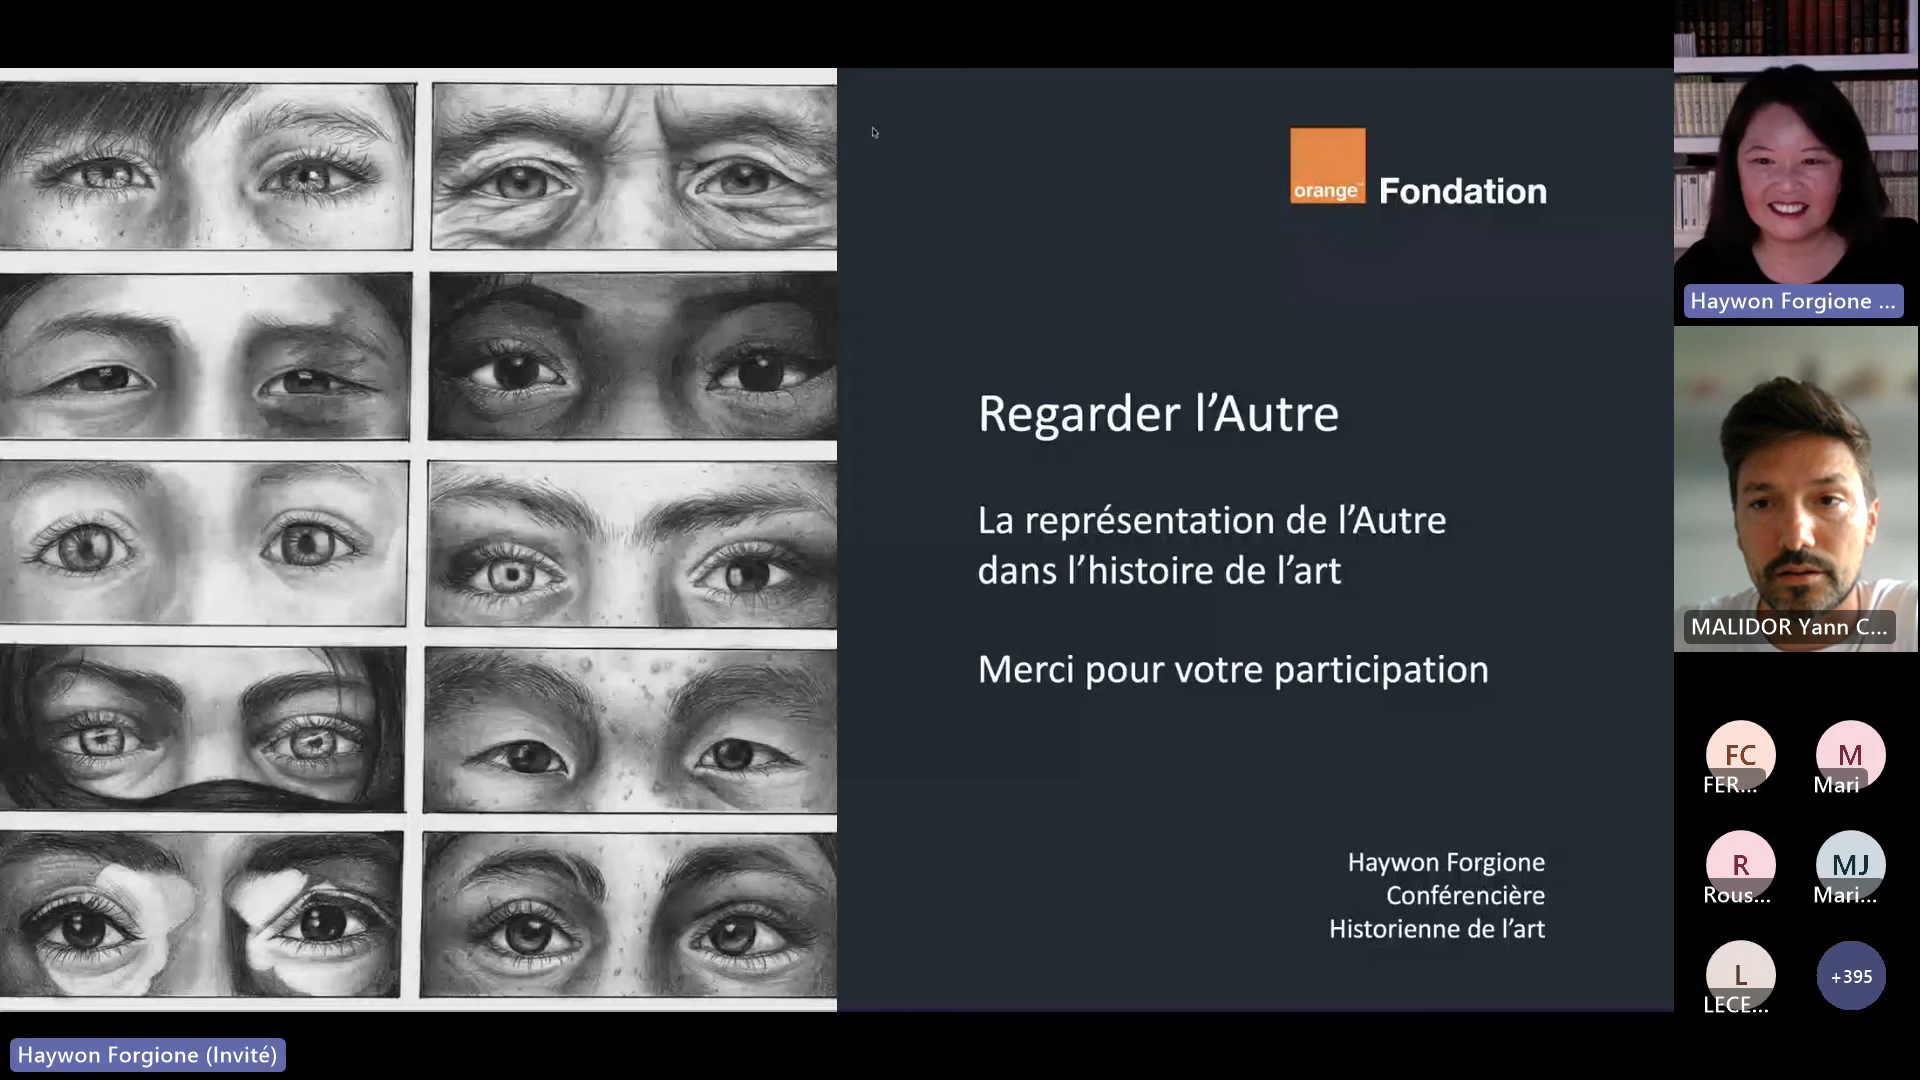 orange™ Fondation
Regarder l’Autre
La représentation de l’Autre
dans l’histoire de l’art
Merci pour votre participation
Haywon Forgione
Conférencière
Historienne de l’art
Haywon Forgione ...
MALIDOR Yann C...
FC
FER...
M
Mari
R
Rous...
MJ
Mari...
L
LECE...
+395
Haywon Forgione (Invité)